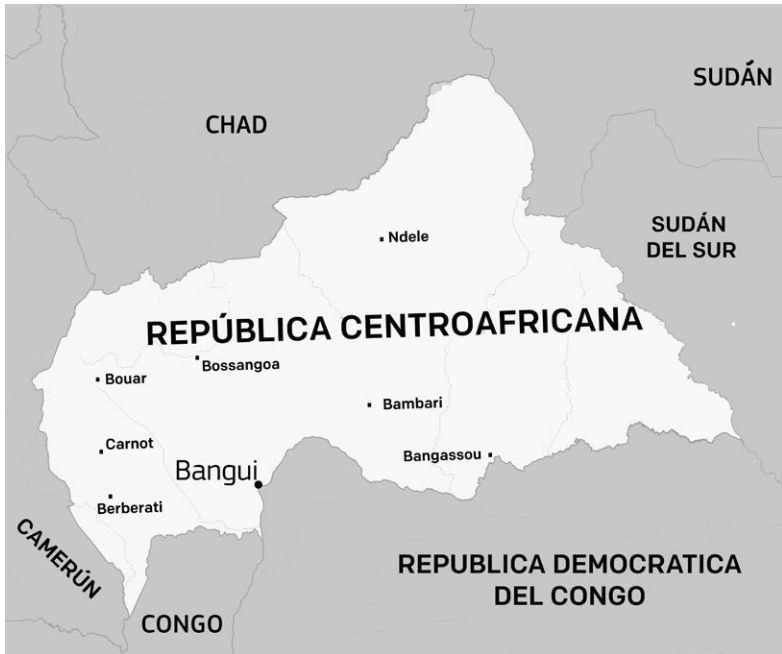 SUDÁN
CHAD
SUDÁN
DEL SUR
Ndele
REPÚBLICA CENTROAFRICANA
Bossangoa
Bouar
Bambari
Carnot
Bangassou
Bangui
Berberati
CAMERÚN
REPUBLICA DEMOCRATICA
DEL CONGO
CONGO